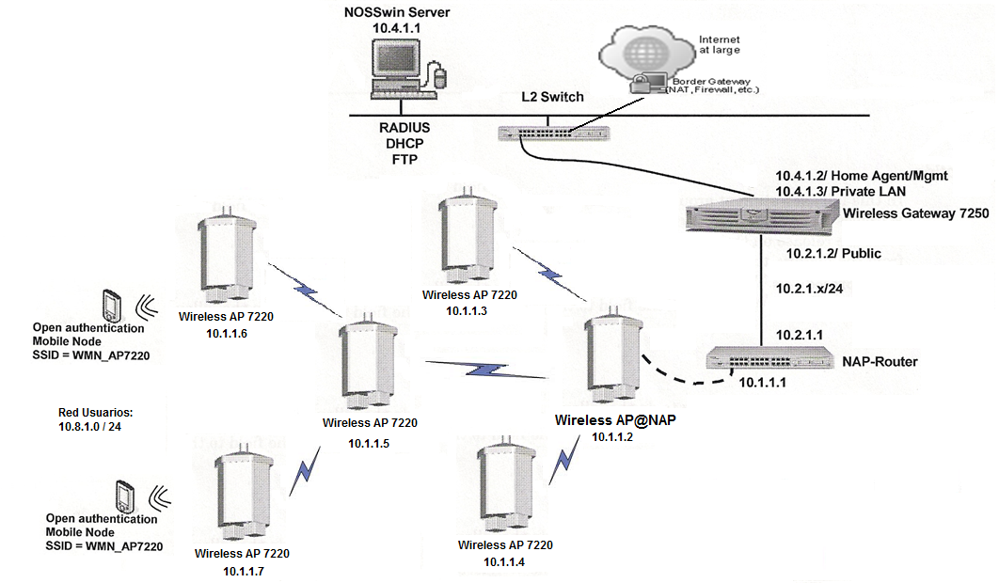 NOSSwin Server
10.4.1.1
Internet
at large
Border Gateway
(NAT, Firewall, etc.)
L2 Switch
RADIUS
DHCP
FTP
10.4.1.2/ Home Agent/Mgmt
10.4.1.3/ Private LAN
Wireless Gateway 7250
10.2.1.2/ Public
10.2.1.x/24
10.2.1.1
NAP-Router
10.1.1.1
Wireless AP 7220
10.1.1.3
Wireless AP 7220
10.1.1.6
Open authentication
Mobile Node
SSID = WMN_AP7220
Wireless AP 7220
10.1.1.5
Wireless AP@NAP
10.1.1.2
Red Usuarios:
10.8.1.0 / 24
Open authentication
Mobile Node
SSID = WMN_AP7220
Wireless AP 7220
10.1.1.7
Wireless AP 7220
10.1.1.4